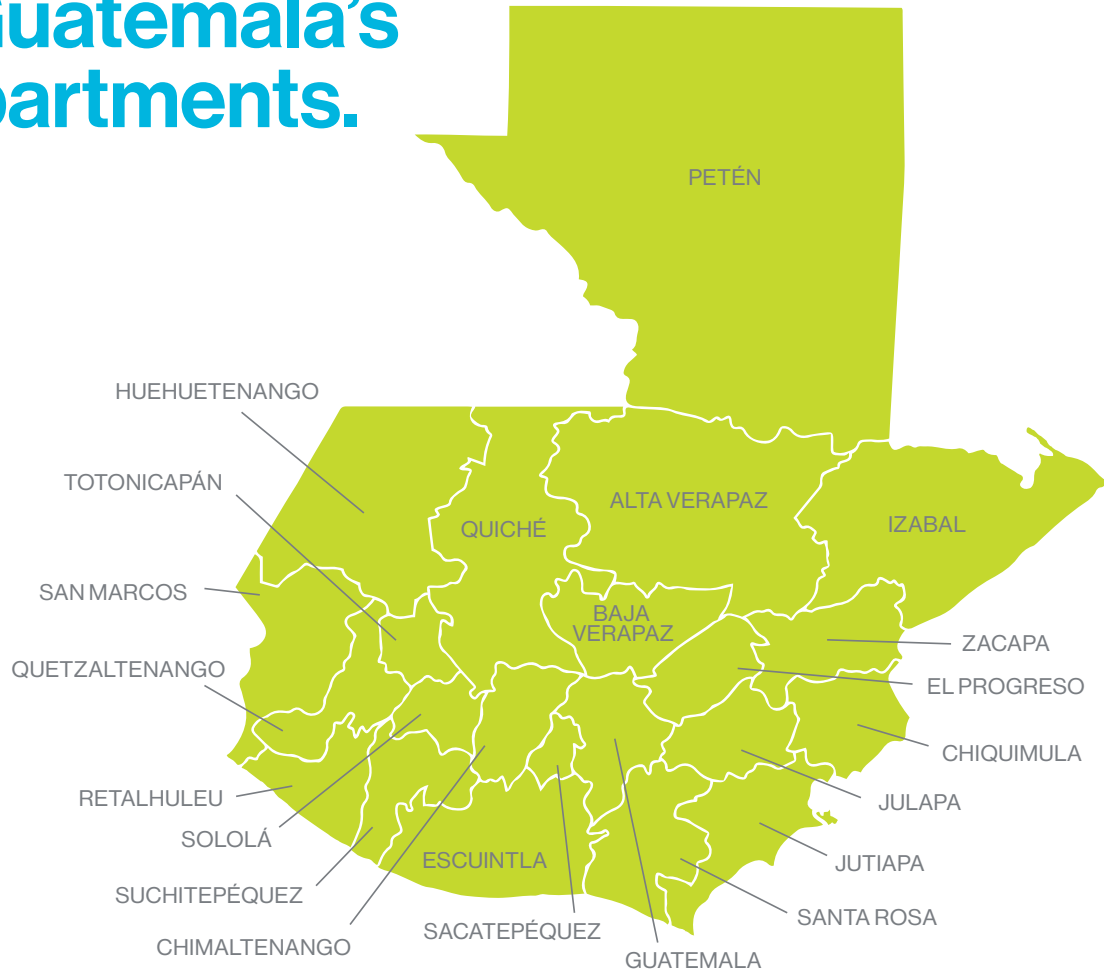 Guatemala's
partments.
PETÉN
HUEHUETENANGO
TOTONICAPÁN
ALTA VERAPAZ
QUICHÉ
IZABAL
SAN MARCOS
BAJA
VERAPAZ
ZACAPA
QUETZALTENANGO
EL PROGRESO
CHIQUIMULA
RETALHULEU
JULAPA
SOLOLÁ
ESCUINTLA
JUTIAPA
SUCHITEPÉQUEZ
SANTA ROSA
SACATEPÉQUEZ
CHIMALTENANGO
GUATEMALA